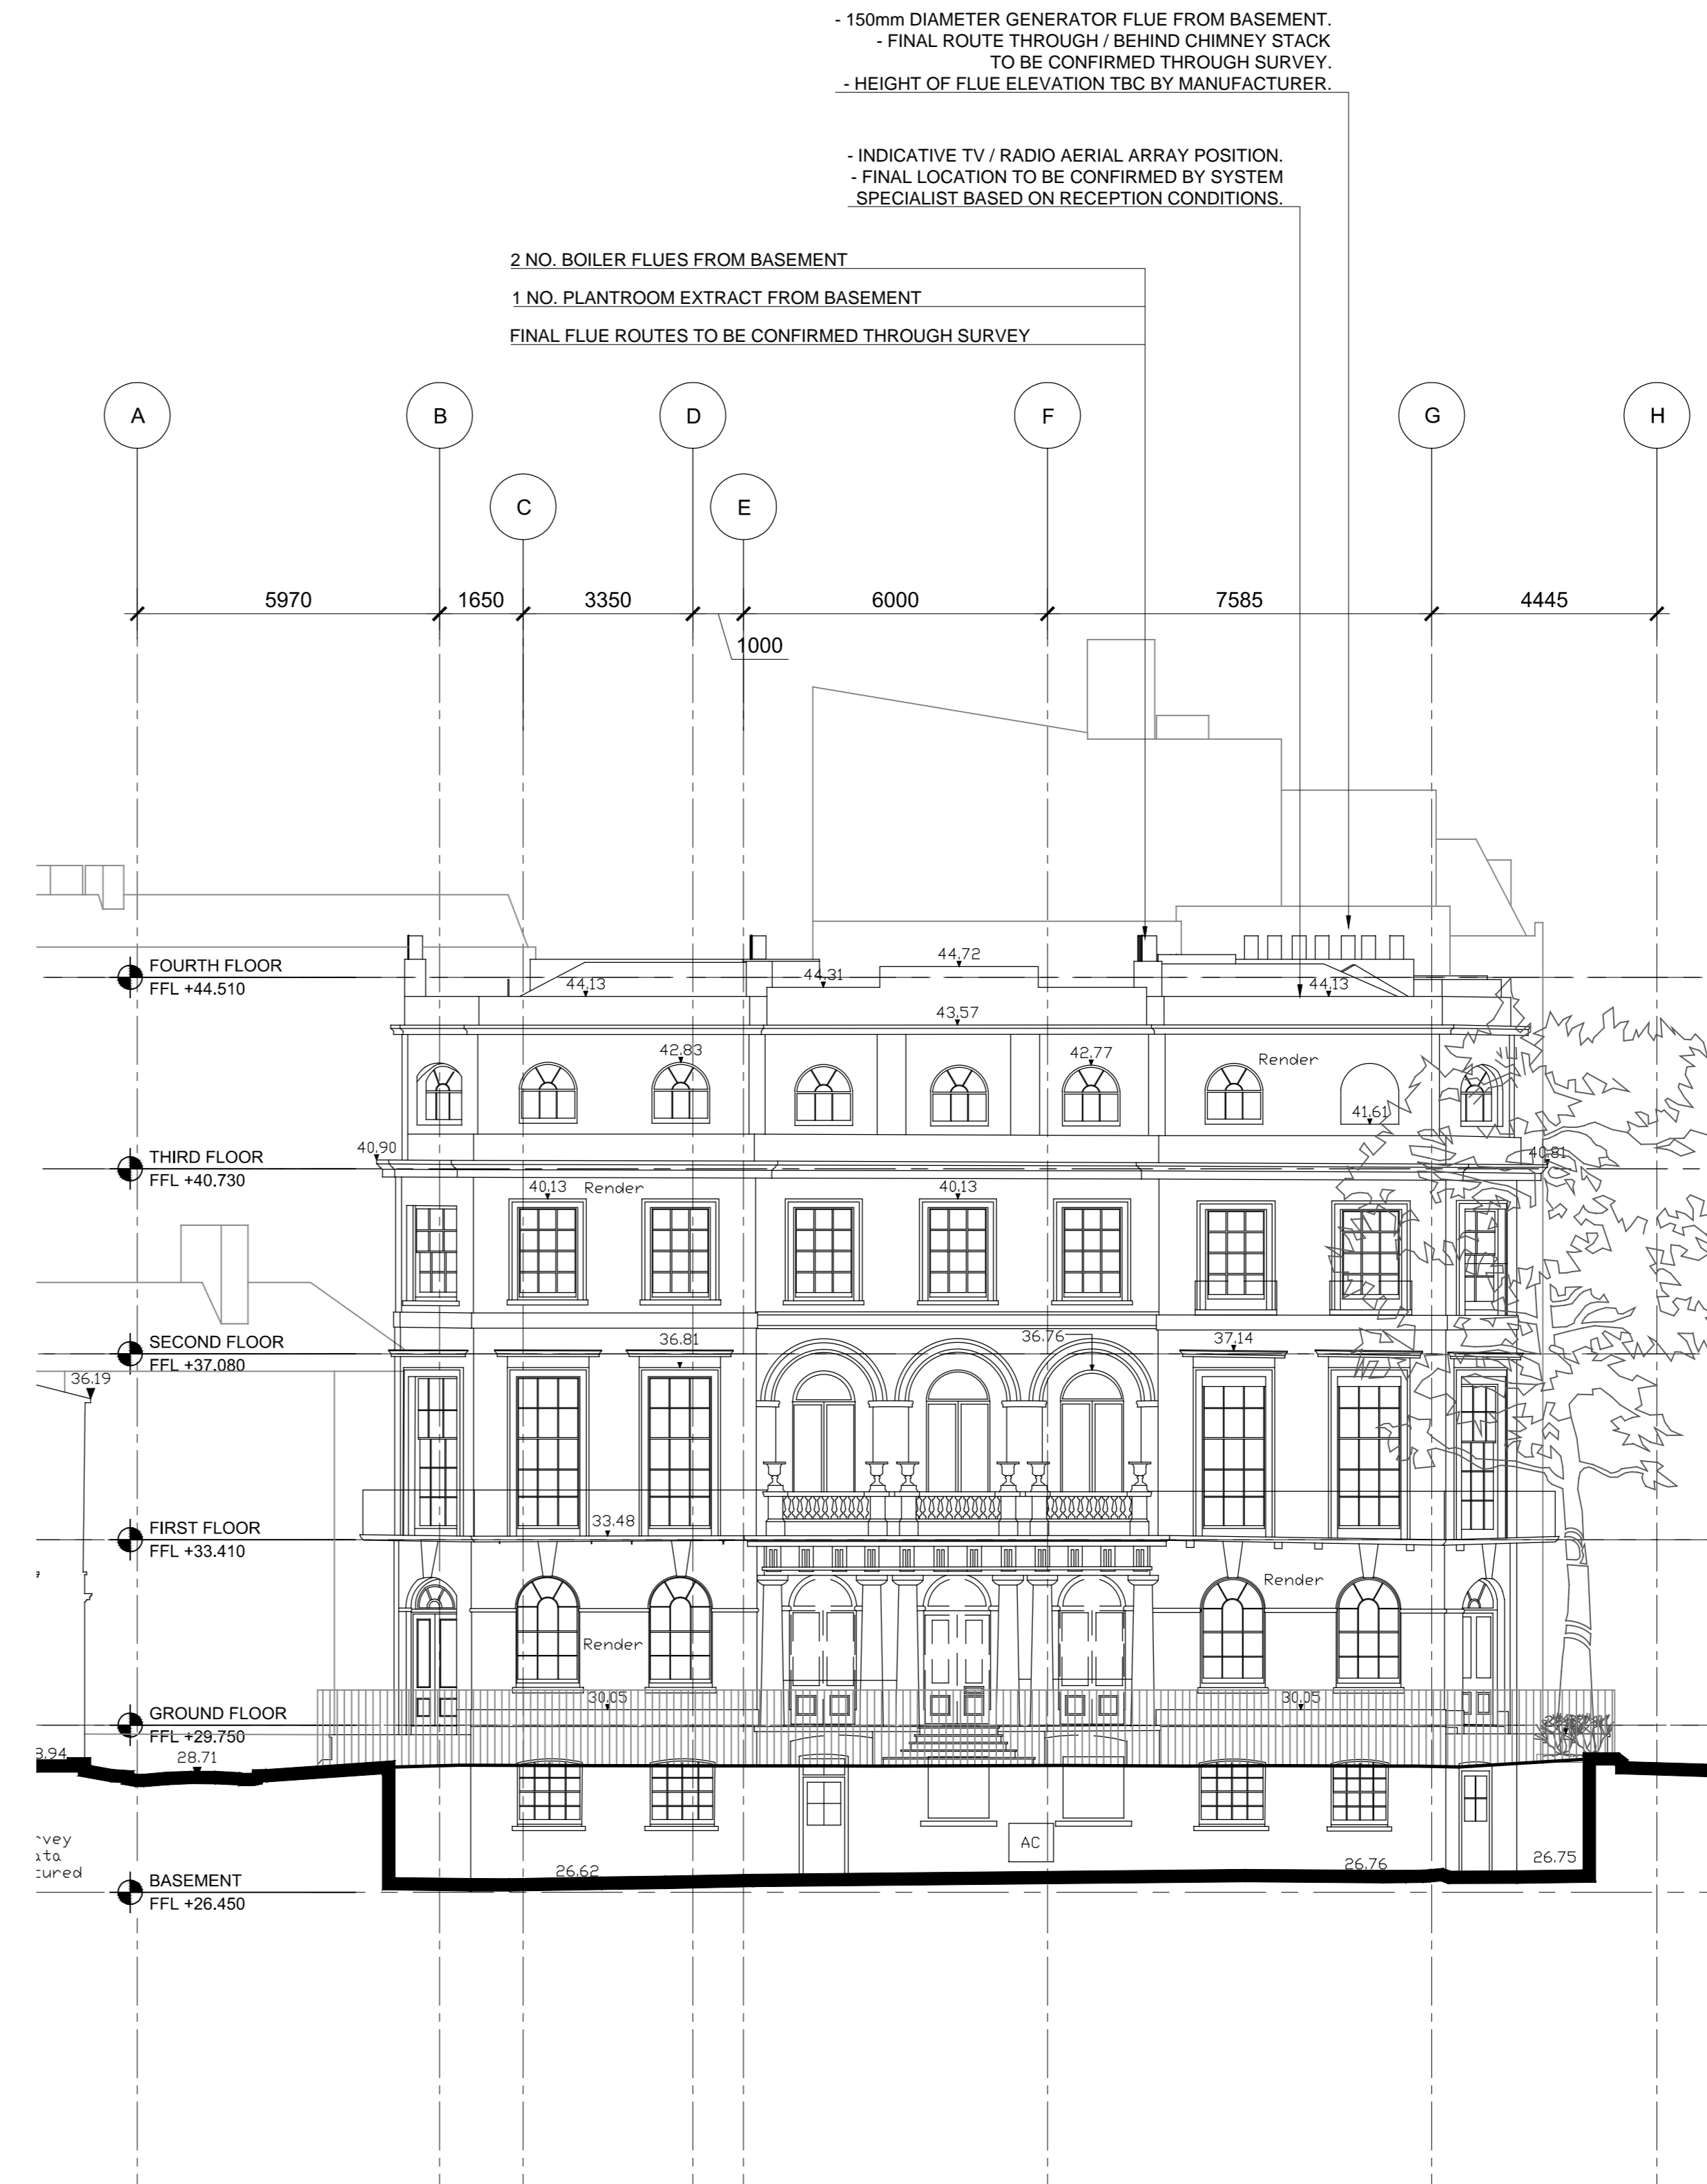 - 150mm DIAMETER GENERATOR FLUE FROM BASEMENT.
- FINAL ROUTE THROUGH / BEHIND CHIMNEY STACK
TO BE CONFIRMED THROUGH SURVEY.
- HEIGHT OF FLUE ELEVATION TBC BY MANUFACTURER.
- INDICATIVE TV / RADIO AERIAL ARRAY POSITION.
- FINAL LOCATION TO BE CONFIRMED BY SYSTEM
SPECIALIST BASED ON RECEPTION CONDITIONS.
2 NO. BOILER FLUES FROM BASEMENT
1 NO. PLANTROOM EXTRACT FROM BASEMENT
FINAL FLUE ROUTES TO BE CONFIRMED THROUGH SURVEY
A B D F G H
C E
5970 1650 3350 6000 7585 4445
1000
44.72
FOURTH FLOOR
44.31
FFL +44.510
44.13 44.13
43.57
42.83 42.77 Render
41.61
40.90 THIRD FLOOR 40.81
FFL +40.730
40.13 Render 40.13
SECOND FLOOR 36.81 36.76 37.14
FFL +37.080
36.19
33.48
FIRST FLOOR
FFL +33.410
Render
Render
30.05 30.05
GROUND FLOOR
FFL +29.750
8.94 28.71
rvey
ata
tured
AC
26.62 26.76 26.75
BASEMENT
FFL +26.450